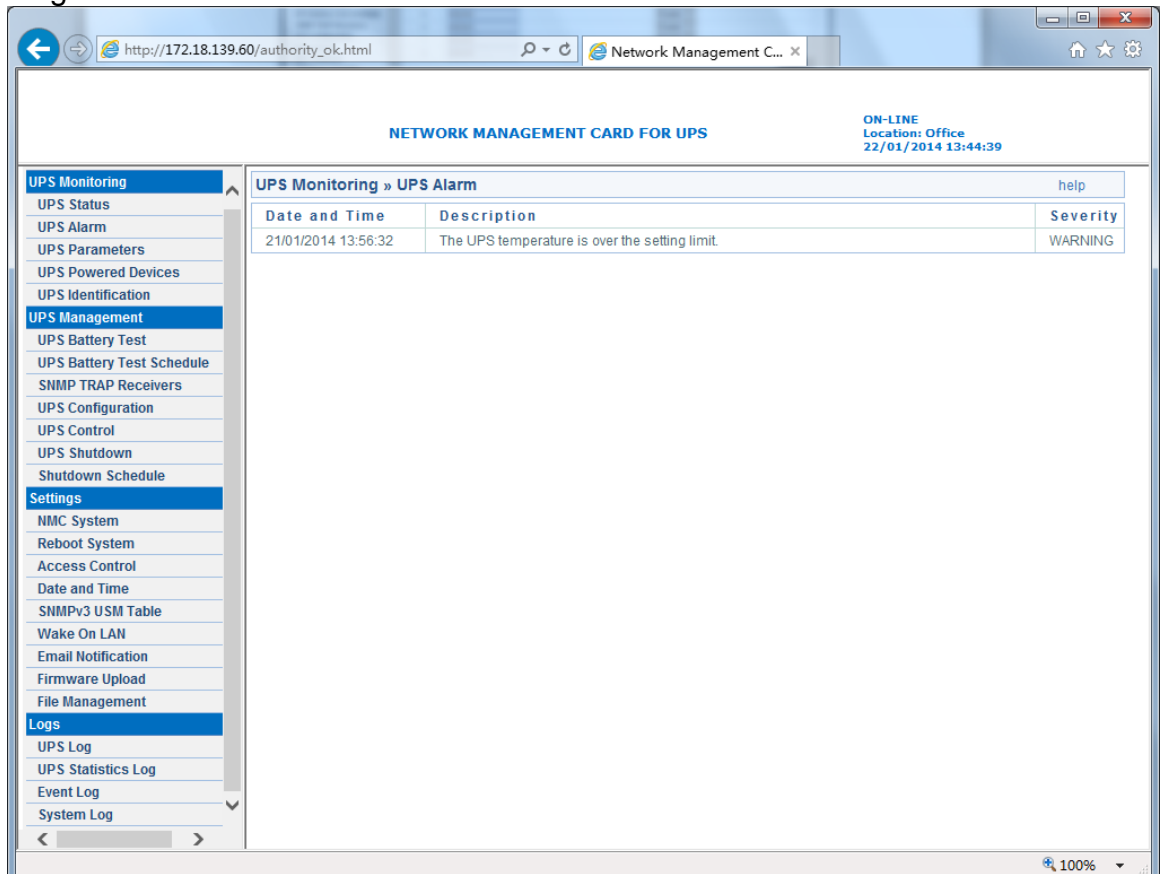 http://172.18.139.60/authority_ok.html
Network Management C...
NETWORK MANAGEMENT CARD FOR UPS
ON-LINE
Location: Office
22/01/2014 13:44:39
UPS Monitoring
UPS Status
UPS Alarm
UPS Parameters
UPS Powered Devices
UPS Identification
UPS Management
UPS Battery Test
UPS Battery Test Schedule
SNMP TRAP Receivers
UPS Configuration
UPS Control
UPS Shutdown
Shutdown Schedule
Settings
NMC System
Reboot System
Access Control
Date and Time
SNMPv3 USM Table
Wake On LAN
Email Notification
Firmware Upload
File Management
Logs
UPS Log
UPS Statistics Log
Event Log
System Log
UPS Monitoring » UPS Alarm help
Date and Time Description Severity
21/01/2014 13:56:32 The UPS temperature is over the setting limit. WARNING
100%